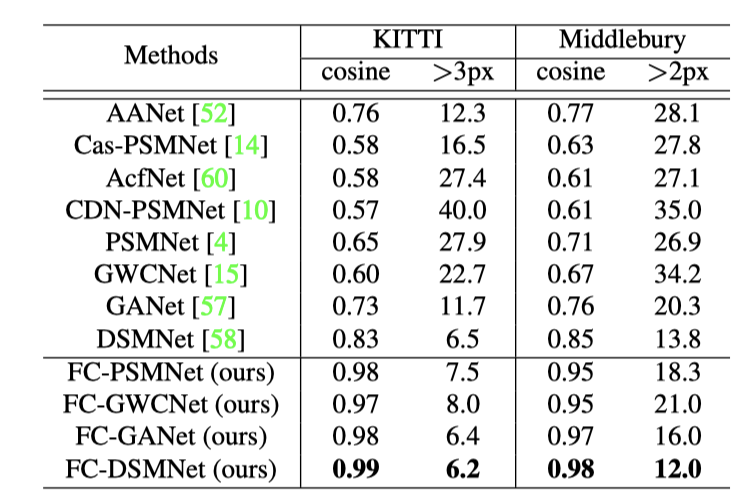 Methods KITTI Middlebury
cosine >3px cosine >2px
AANet [52] 0.76 12.3 0.77 28.1
Cas-PSMNet [14] 0.58 16.5 0.63 27.8
AcfNet [60] 0.58 27.4 0.61 27.1
CDN-PSMNet [10] 0.57 40.0 0.61 35.0
PSMNet [4] 0.65 27.9 0.71 26.9
GWCNet [15] 0.60 22.7 0.67 34.2
GANet [57] 0.73 11.7 0.76 20.3
DSMNet [58] 0.83 6.5 0.85 13.8
FC-PSMNet (ours) 0.98 7.5 0.95 18.3
FC-GWCNet (ours) 0.97 8.0 0.95 21.0
FC-GANet (ours) 0.98 6.4 0.97 16.0
FC-DSMNet (ours) 0.99 6.2 0.98 12.0